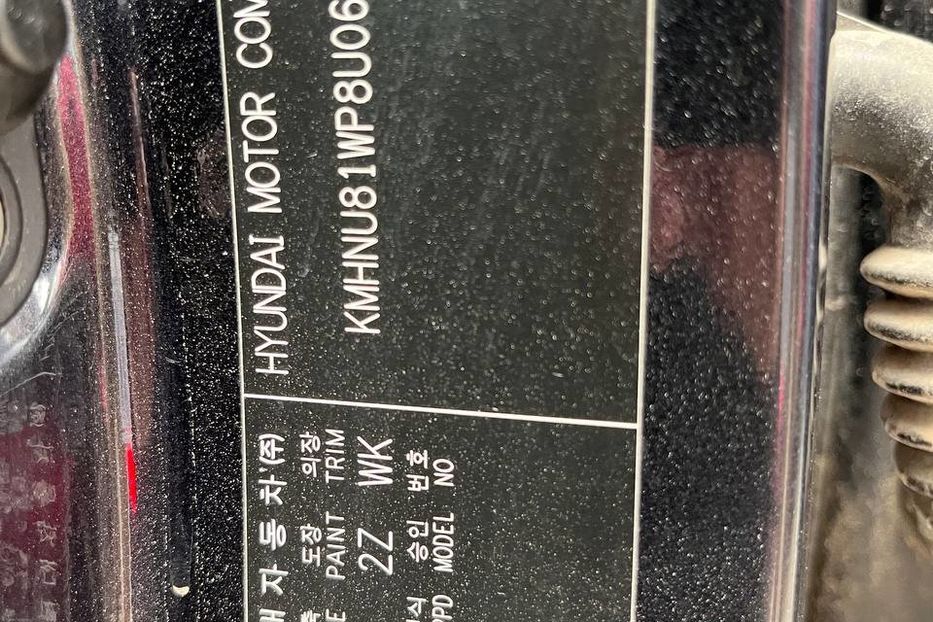 HYUNDAI MOTOR COM
KMHNU81WP8U06
자동차(주)
도장 의장
PAINT TRIM
2Z WK
승인 번호
MODEL NO